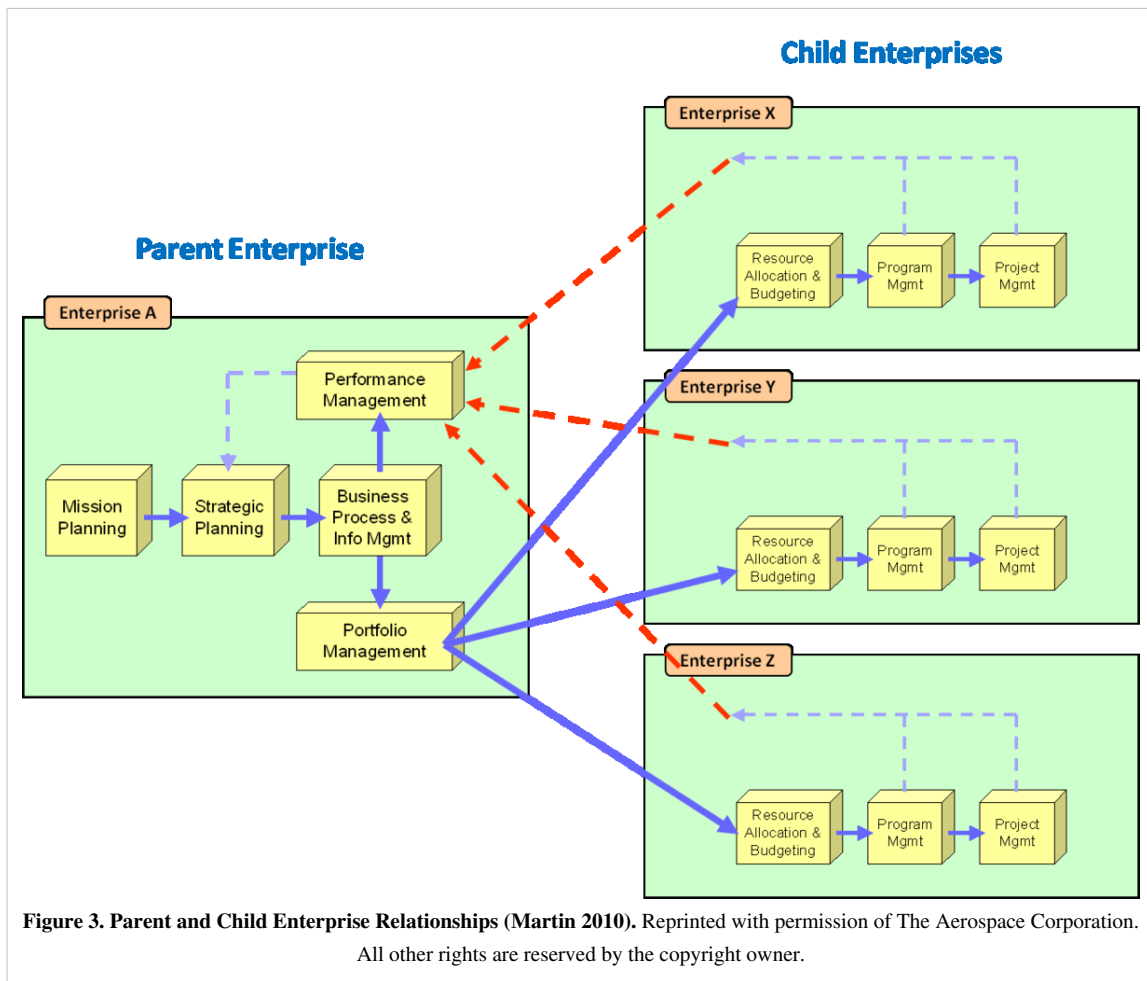 Child Enterprises
Enterprise X
Resource
Allocation &
Budgeting
Program
Mgmt
Project
Mgmt
Parent Enterprise
Enterprise A
Performance
Management
Mission
Planning
Strategic
Planning
Business
Process &
Info Mgmt
Portfolio
Management
Enterprise Y
Resource
Allocation &
Budgeting
Program
Mgmt
Project
Mgmt
Enterprise Z
Resource
Allocation &
Budgeting
Program
Mgmt
Project
Mgmt
Figure 3. Parent and Child Enterprise Relationships (Martin 2010). Reprinted with permission of The Aerospace Corporation.
All other rights are reserved by the copyright owner.